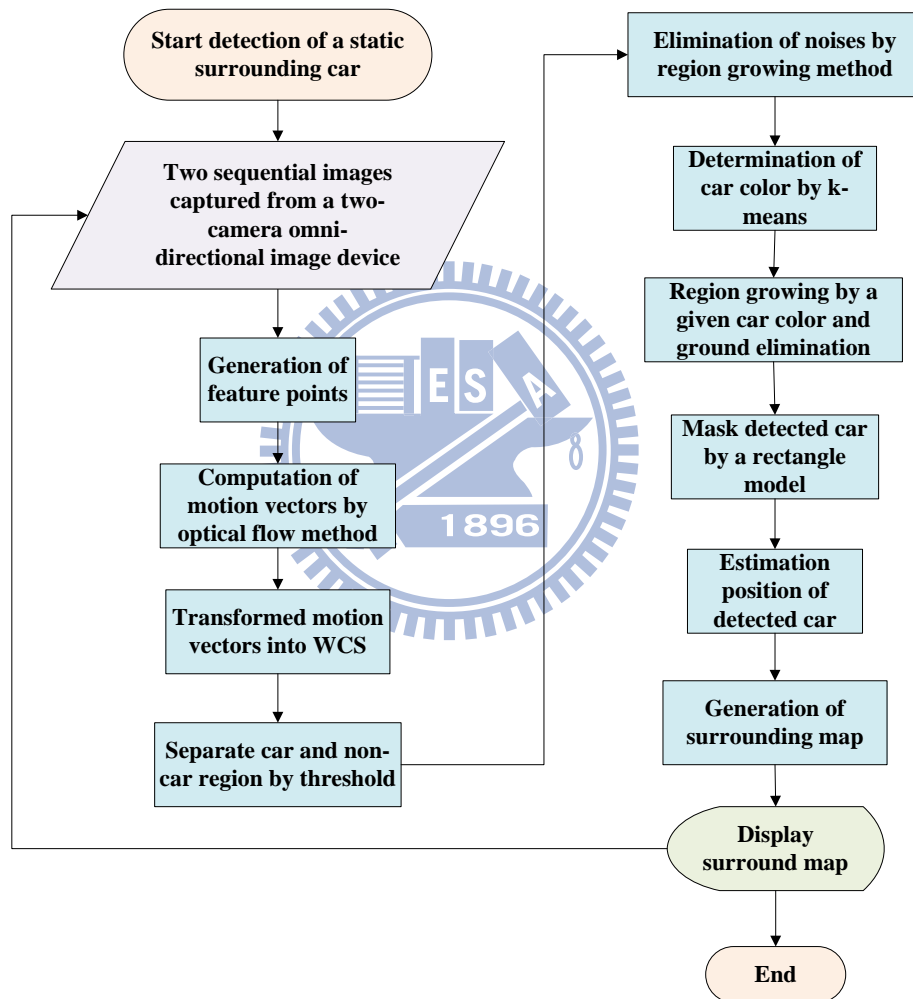 Start detection of a static
surrounding car
Two sequential images
captured from a two-
camera omni-
directional image device
Generation of
feature points
Computation of
motion vectors by
optical flow method
Transformed motion
vectors into WCS
Separate car and non-
car region by threshold
Elimination of noises by
region growing method
Determination of
car color by k-
means
Region growing by a
given car color and
ground elimination
Mask detected car
by a rectangle
model
Estimation
position of
detected car
Generation of
surrounding map
Display
surround map
End
E S A
1896